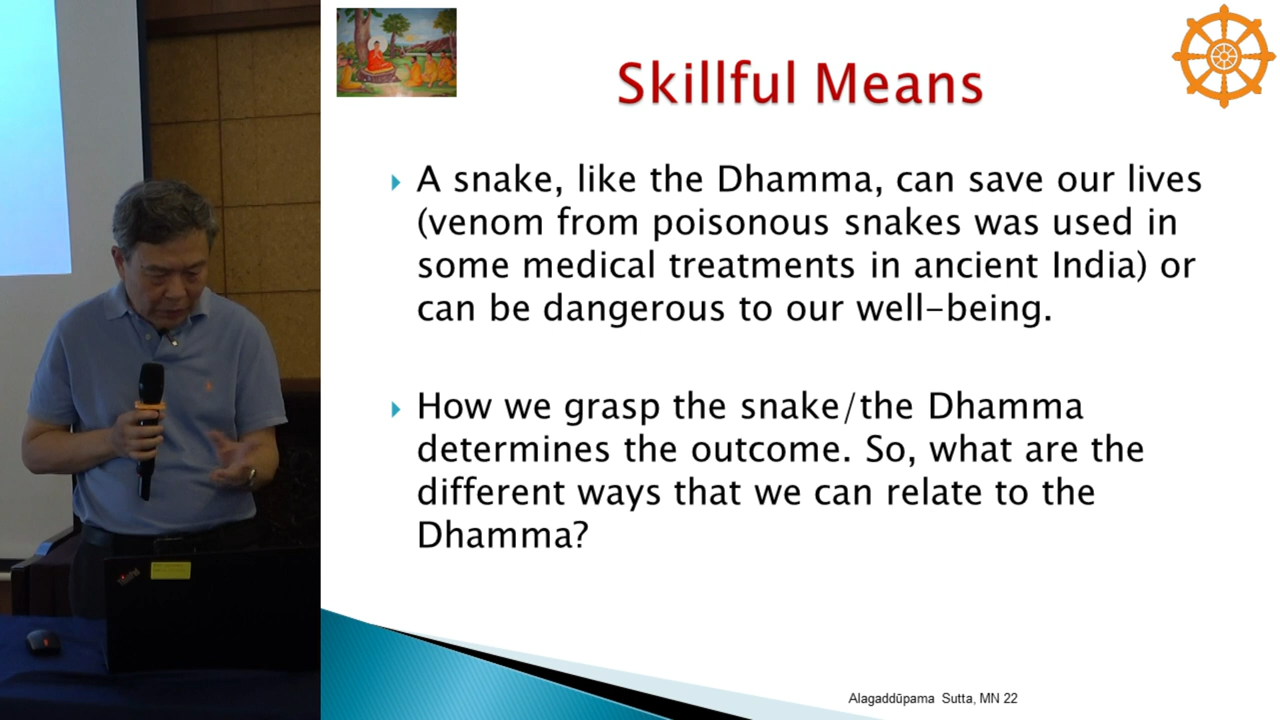 Skillful Means
A snake, like the Dhamma, can save our lives
(venom from poisonous snakes was used in
some medical treatments in ancient India) or
can be dangerous to our well-being.
How we grasp the snake/the Dhamma
determines the outcome. So, what are the
different ways that we can relate to the
Dhamma?
Alagaddūpama Sutta, MN 22